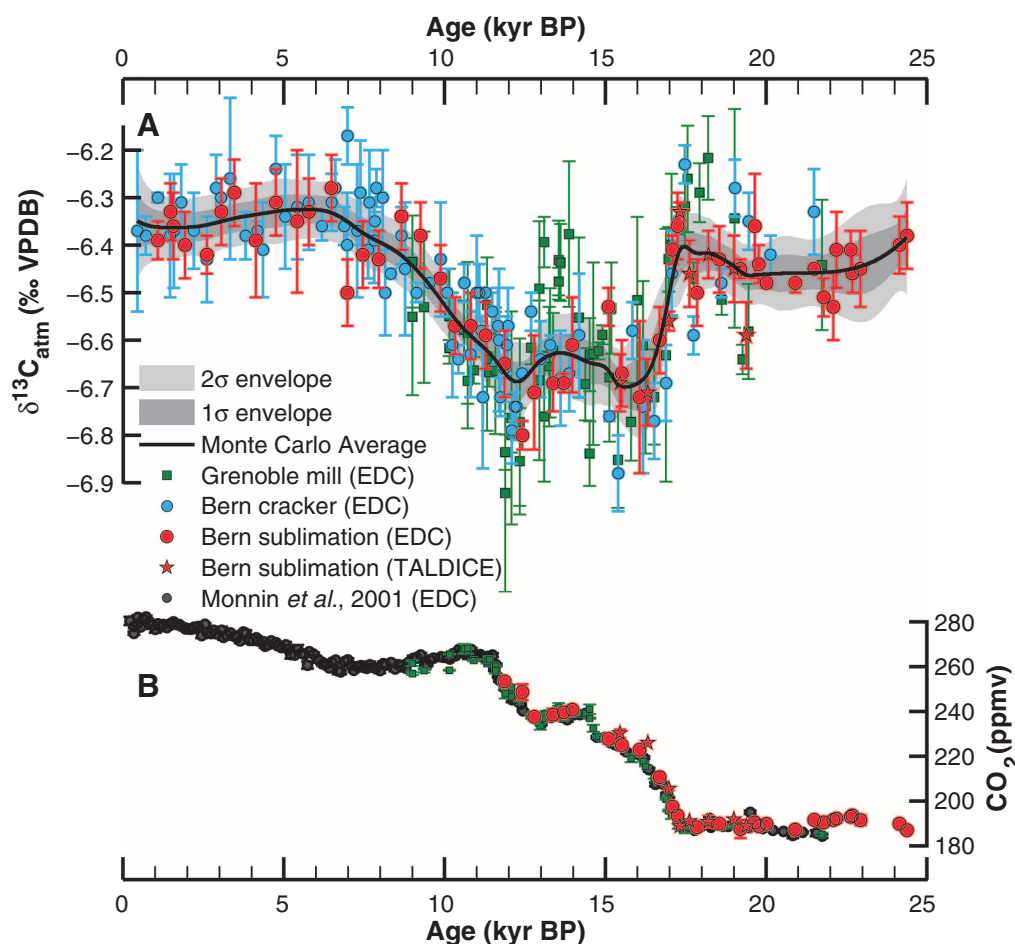 Age (kyr BP)
0 5 10 15 20 25
A
−6.2
−6.3
−6.4
−6.5
−6.6
−6.7
−6.8
−6.9
δ¹³C_atm (‰ VPDB)
2σ envelope
1σ envelope
Monte Carlo Average
Grenoble mill (EDC)
Bern cracker (EDC)
Bern sublimation (EDC)
Bern sublimation (TALDICE)
Monnin et al., 2001 (EDC)
B
280
260
240
220
200
180
CO₂ (ppmv)
0 5 10 15 20 25
Age (kyr BP)